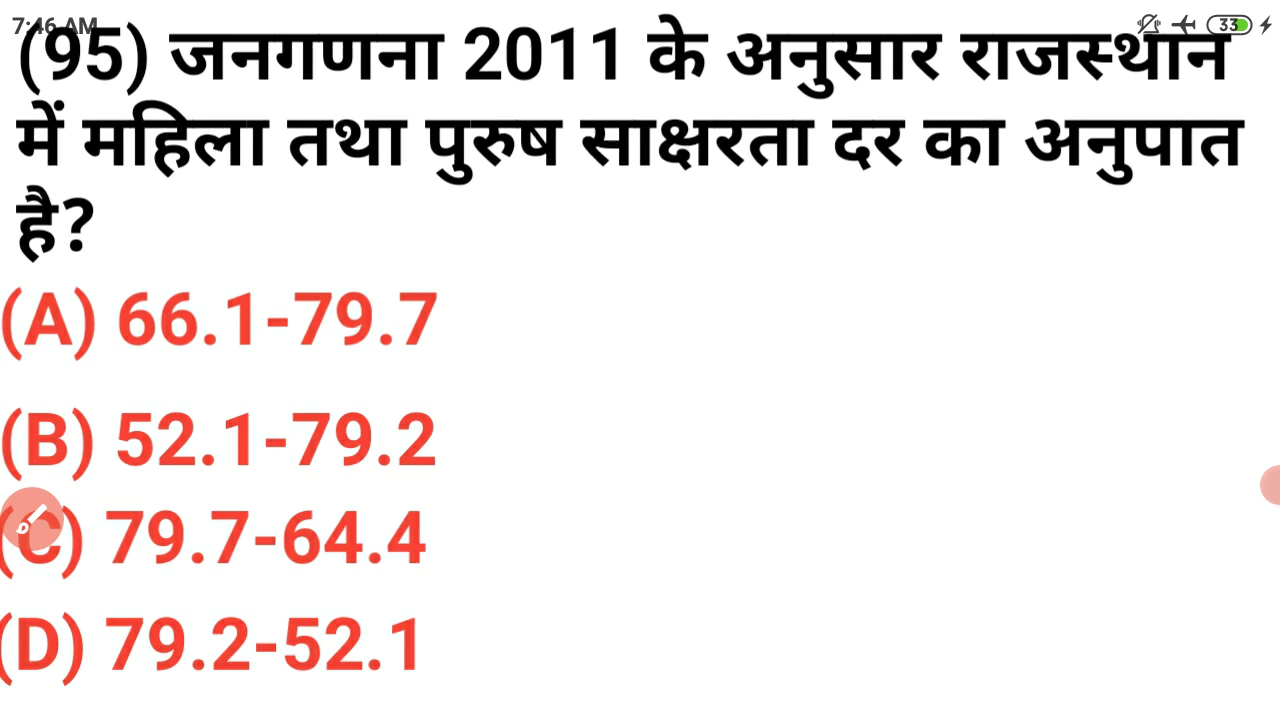 7:46 AM
33
(95) जनगणना 2011 के अनुसार राजस्थान
में महिला तथा पुरुष साक्षरता दर का अनुपात
है?
(A) 66.1-79.7
(B) 52.1-79.2
(C) 79.7-64.4
(D) 79.2-52.1